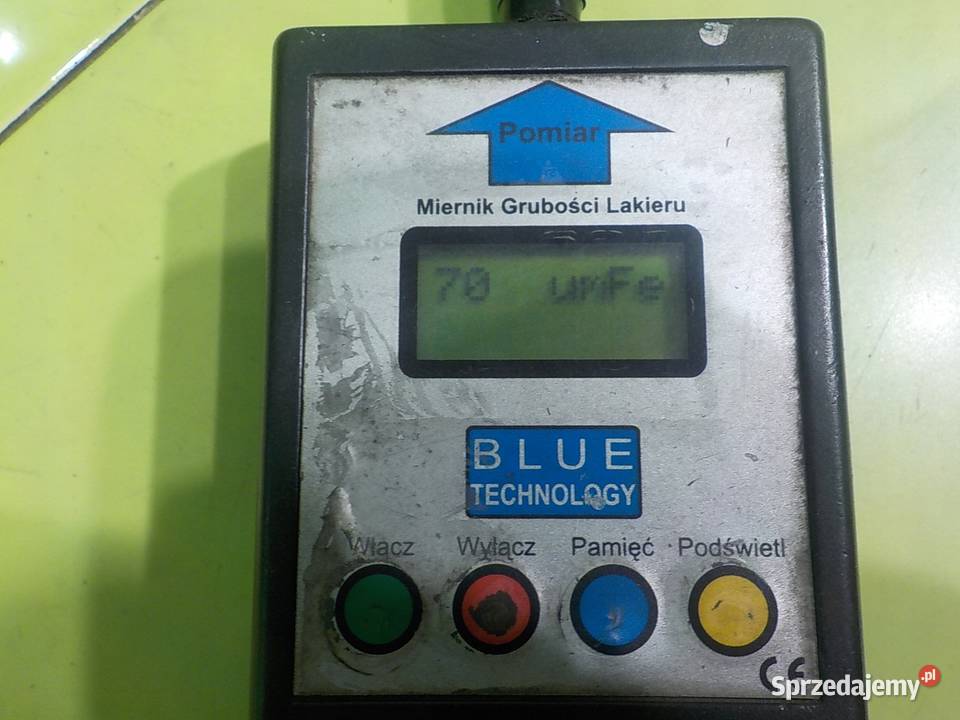 Pomiar
Miernik Grubości Lakieru
70 umFe
BLUE
TECHNOLOGY
Włącz Wyłącz Pamięć Podświetl
CE
Sprzedajemy.pl